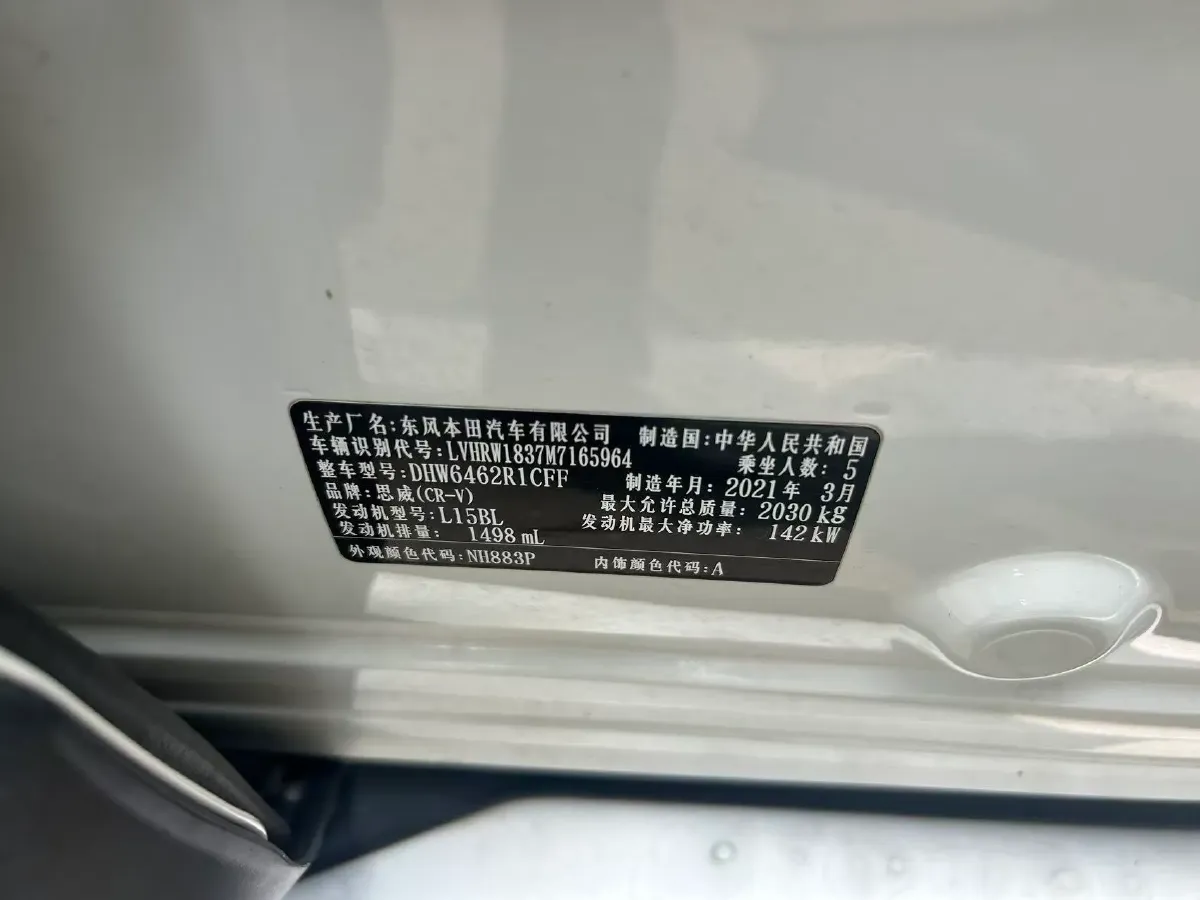 生产厂名:东风本田汽车有限公司 制造国:中华人民共和国
车辆识别代号:LVHRW1837M7165964 乘坐人数: 5
整车型号:DHW6462R1CFF 制造年月: 2021年 3月
品牌:思威(CR-V) 最大允许总质量: 2030 kg
发动机型号:L15BL 发动机最大净功率: 142 kW
发动机排量: 1498 mL
外观颜色代码:NH883P 内饰颜色代码:A